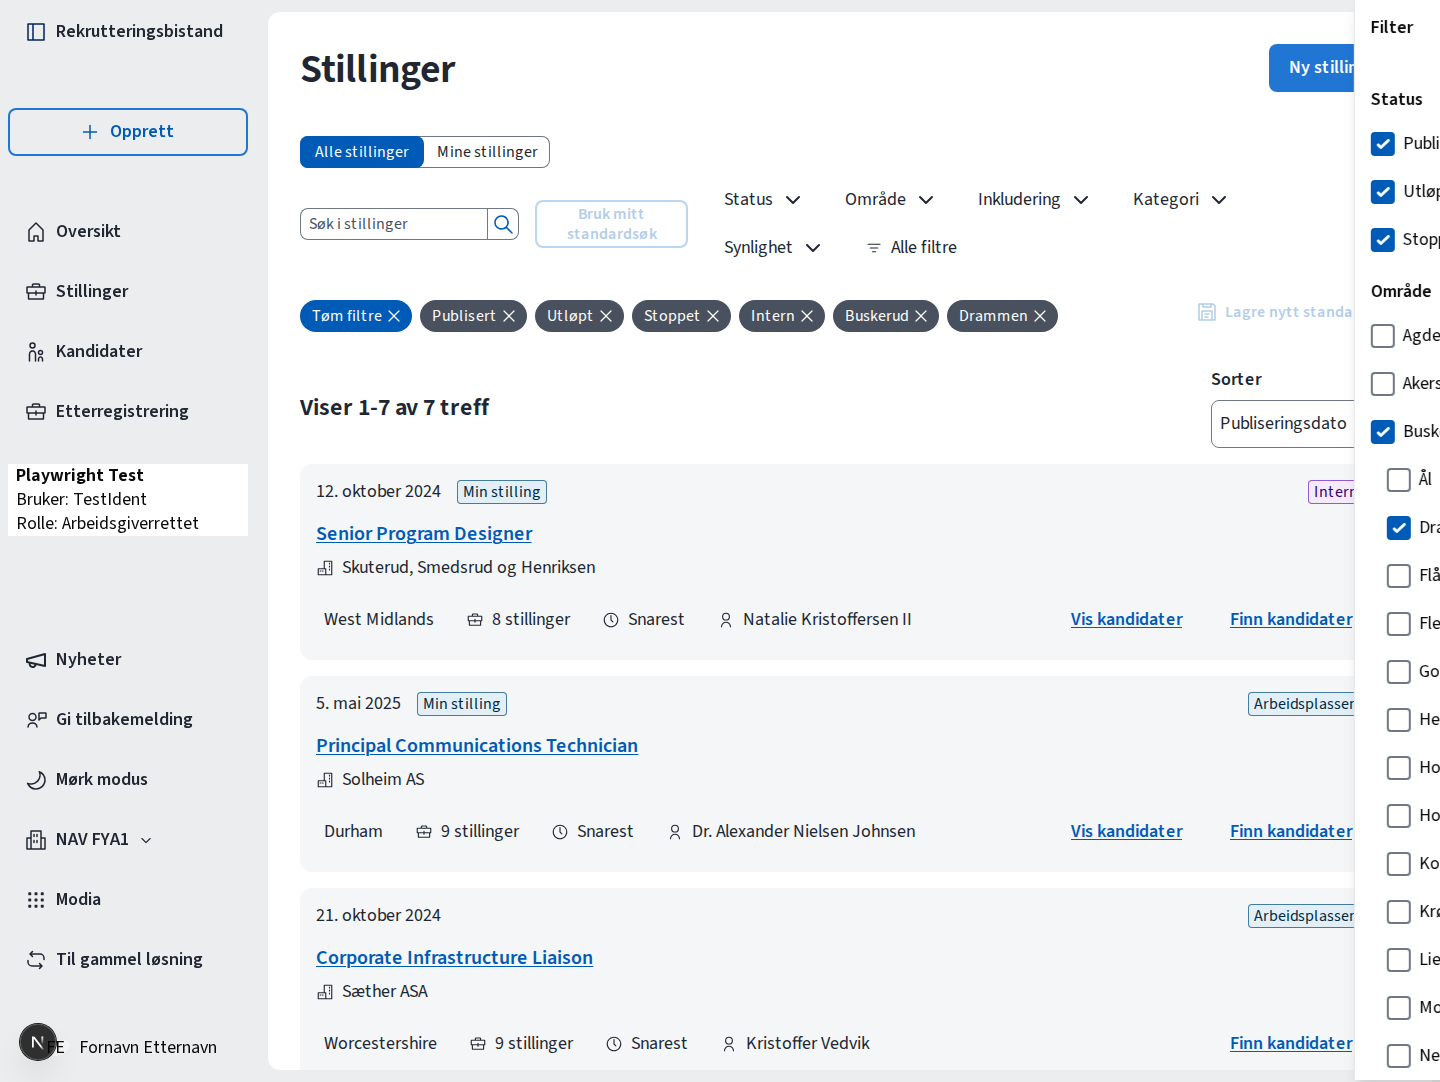 Rekrutteringsbistand
Opprett
Oversikt
Stillinger
Kandidater
Etterregistrering
Playwright Test
Bruker: TestIdent
Rolle: Arbeidsgiverrettet
Nyheter
Gi tilbakemelding
Mørk modus
NAV FYA1
Modia
Til gammel løsning
N
FE Fornavn Etternavn
Stillinger
Ny stillin
Alle stillinger Mine stillinger
Søk i stillinger
Bruk mitt
standardsøk
Status Område Inkludering Kategori
Synlighet Alle filtre
Tøm filtre Publisert Utløpt Stoppet Intern Buskerud Drammen
Lagre nytt standa
Viser 1-7 av 7 treff
Sorter
Publiseringsdato
12. oktober 2024 Min stilling Intern
Senior Program Designer
Skuterud, Smedsrud og Henriksen
West Midlands 8 stillinger Snarest Natalie Kristoffersen II Vis kandidater Finn kandidater
5. mai 2025 Min stilling Arbeidsplassen
Principal Communications Technician
Solheim AS
Durham 9 stillinger Snarest Dr. Alexander Nielsen Johnsen Vis kandidater Finn kandidater
21. oktober 2024 Arbeidsplassen
Corporate Infrastructure Liaison
Sæther ASA
Worcestershire 9 stillinger Snarest Kristoffer Vedvik Finn kandidater
Filter
Status
Publi
Utløp
Stopp
Område
Agde
Akers
Busk
Ål
Dra
Flå
Fle
Go
He
Ho
Ho
Ko
Krø
Lie
Mo
Ne